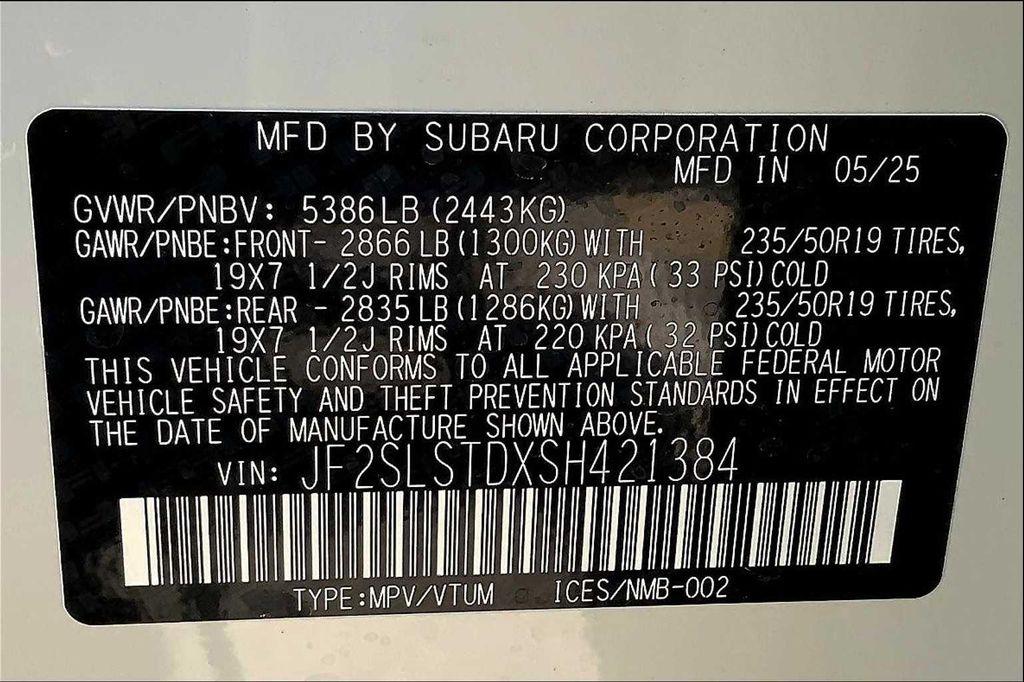 MFD BY SUBARU CORPORATION
MFD IN 05/25
GVWR/PNBV: 5386LB (2443KG)
GAWR/PNBE:FRONT- 2866 LB (1300KG) WITH 235/50R19 TIRES,
19X7 1/2J RIMS AT 230 KPA ( 33 PSI) COLD
GAWR/PNBE:REAR - 2835 LB (1286KG) WITH 235/50R19 TIRES,
19X7 1/2J RIMS AT 220 KPA ( 32 PSI) COLD
THIS VEHICLE CONFORMS TO ALL APPLICABLE FEDERAL MOTOR
VEHICLE SAFETY AND THEFT PREVENTION STANDARDS IN EFFECT ON
THE DATE OF MANUFACTURE SHOWN ABOVE.
VIN: JF2SLSTDXSH421384
TYPE:MPV/VTUM ICES/NMB-002